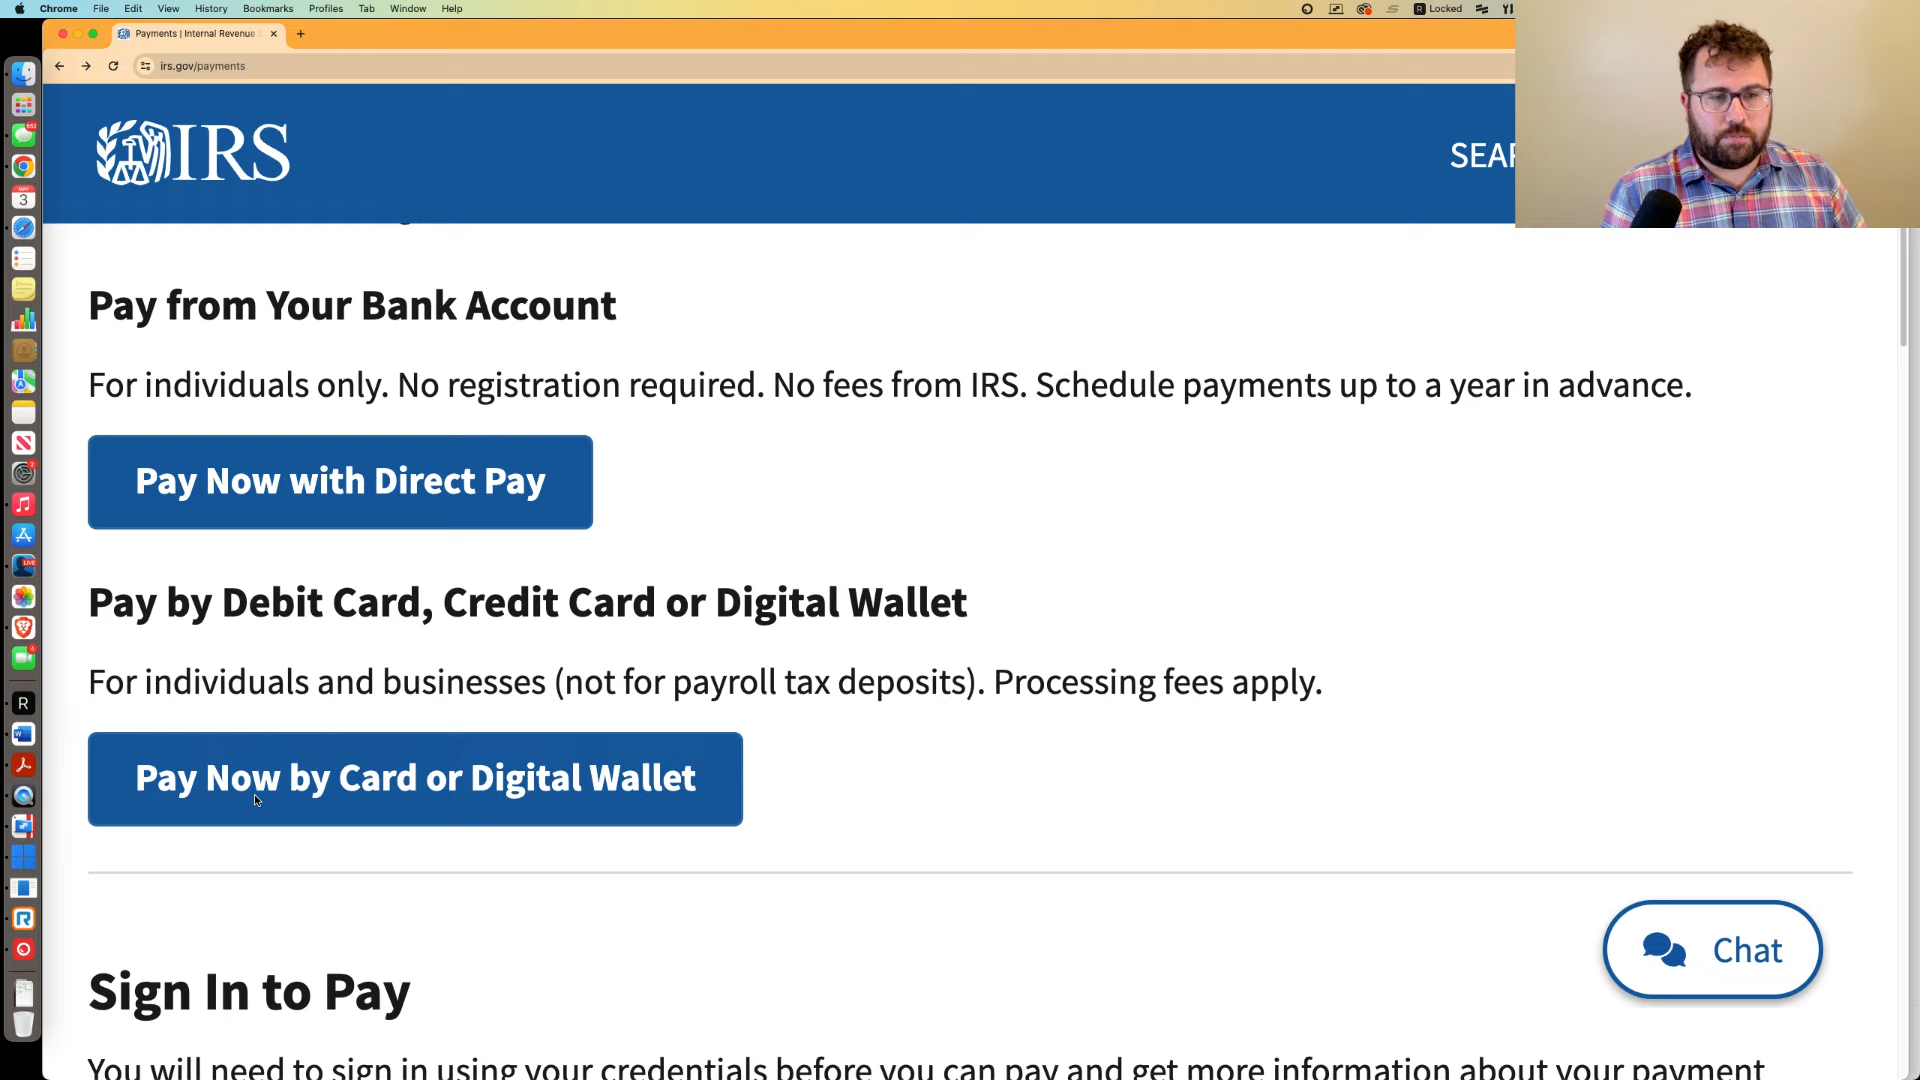 Chrome File Edit View History Bookmarks Profiles Tab Window Help
R Locked
Payments | Internal Revenue
irs.gov/payments
IRS
Pay from Your Bank Account
For individuals only. No registration required. No fees from IRS. Schedule payments up to a year in advance.
Pay Now with Direct Pay
Pay by Debit Card, Credit Card or Digital Wallet
For individuals and businesses (not for payroll tax deposits). Processing fees apply.
Pay Now by Card or Digital Wallet
Chat
Sign In to Pay
You will need to sign in using your credentials before you can pay and get more information about your payment